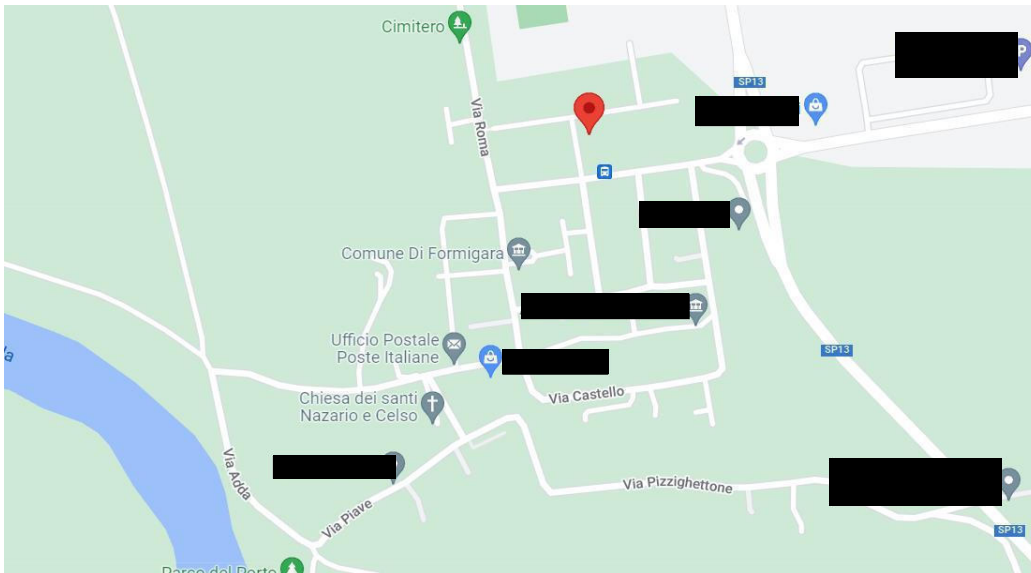 Cimitero
SP13
P
Via Roma
Comune Di Formigara
Ufficio Postale
Poste Italiane
SP13
Chiesa dei santi
Nazario e Celso
Via Castello
Via Adda
Via Piave
Via Pizzighettone
SP13
Parco del Porto